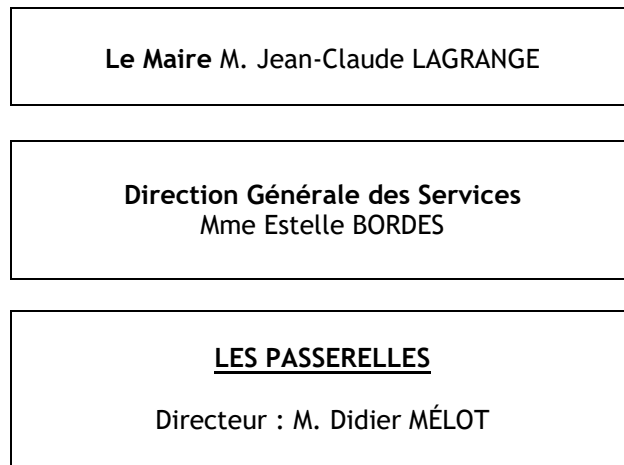 Le Maire M. Jean-Claude LAGRANGE
Direction Générale des Services
Mme Estelle BORDES
LES PASSERELLES
Directeur : M. Didier MÉLOT